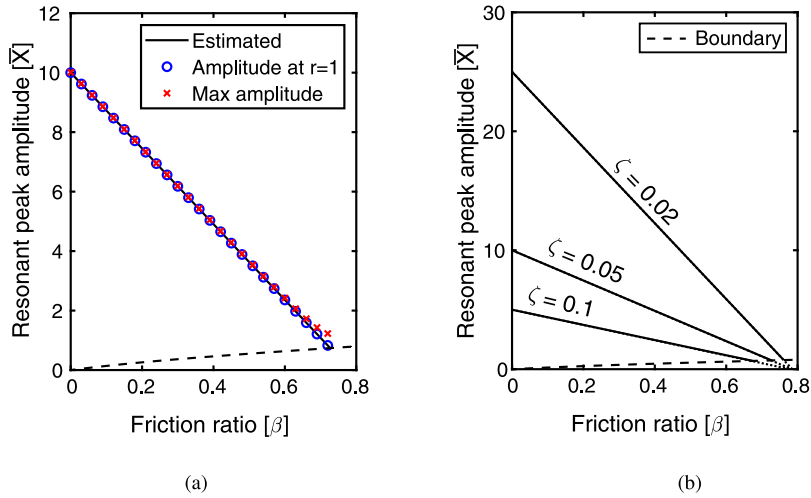 12
10
8
6
4
2
0
Resonant peak amplitude [X̅]
Estimated
Amplitude at r=1
Max amplitude
0
0.2
0.4
0.6
0.8
Friction ratio [β]
(a)
30
20
10
0
Resonant peak amplitude [X̅]
Boundary
ζ = 0.02
ζ = 0.05
ζ = 0.1
0
0.2
0.4
0.6
0.8
Friction ratio [β]
(b)